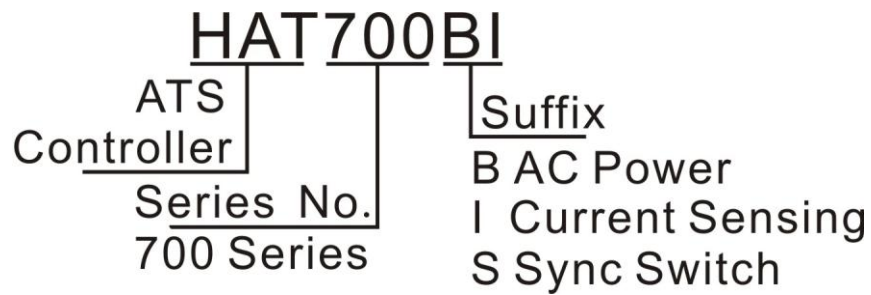 HAT700BI
ATS
Controller
Series No.
700 Series
Suffix
B AC Power
I Current Sensing
S Sync Switch